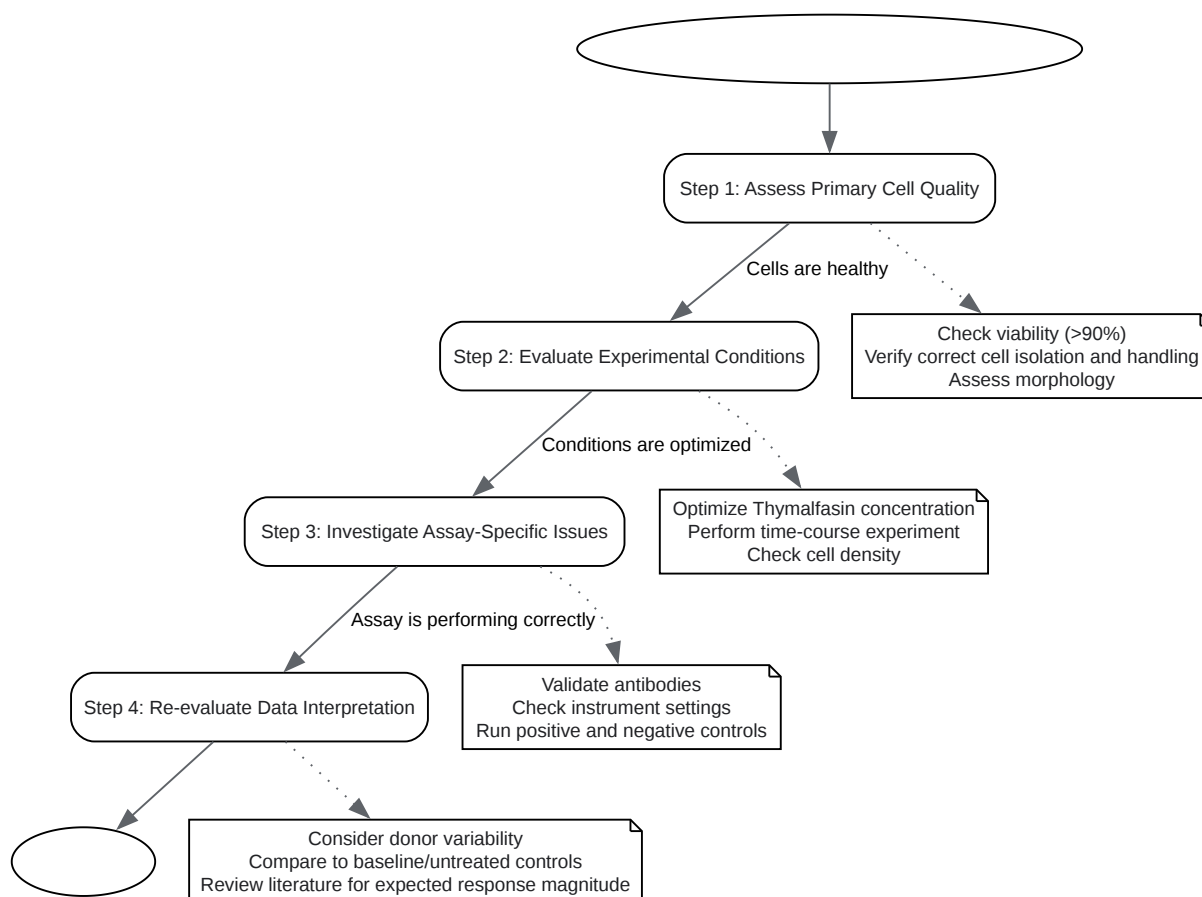 Step 1: Assess Primary Cell Quality
Cells are healthy
Check viability (>90%)
Verify correct cell isolation and handling
Assess morphology
Step 2: Evaluate Experimental Conditions
Conditions are optimized
Optimize Thymalfasin concentration
Perform time-course experiment
Check cell density
Step 3: Investigate Assay-Specific Issues
Assay is performing correctly
Validate antibodies
Check instrument settings
Run positive and negative controls
Step 4: Re-evaluate Data Interpretation
Consider donor variability
Compare to baseline/untreated controls
Review literature for expected response magnitude